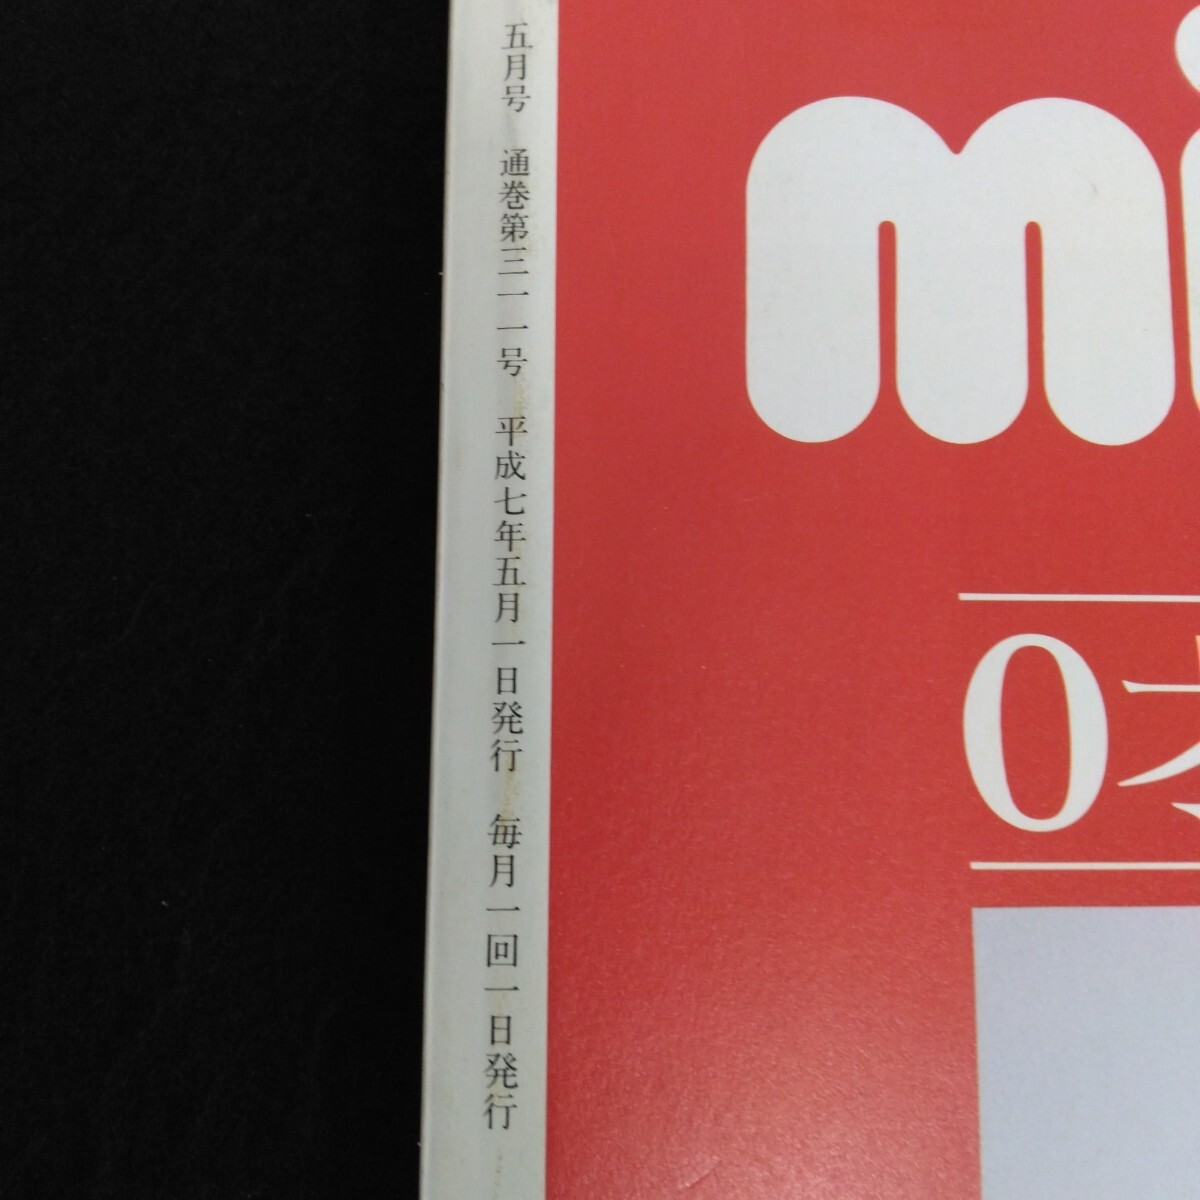 五月号 通巻第三一一号 平成七年五月一日発行 毎月一回一日発行
mi
0才